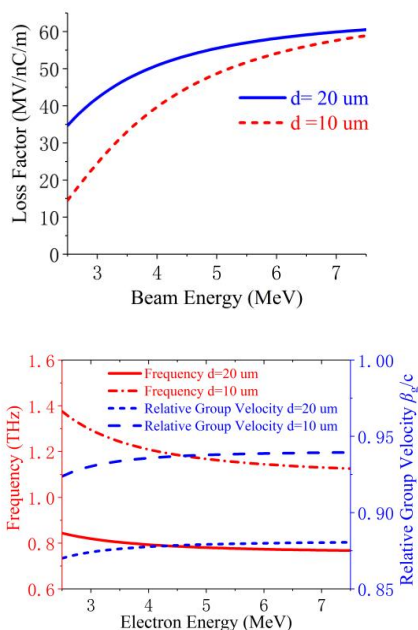 60
50
40
30
20
10
0
Loss Factor (MV/nC/m)
d= 20 um
d =10 um
3 4 5 6 7
Beam Energy (MeV)
1.6
1.4
1.2
1.0
0.8
0.6
Frequency (THz)
Frequency d=20 um
Frequency d=10 um
Relative Group Velocity d=20 um
Relative Group Velocity d=10 um
1.00
0.95
0.90
0.85
Relative Group Velocity βg/c
3 4 5 6 7
Electron Energy (MeV)